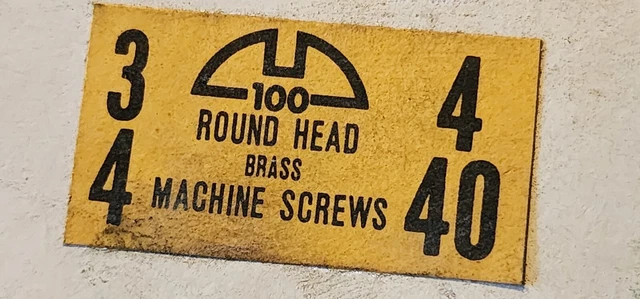 3
4
100
ROUND HEAD
BRASS
MACHINE SCREWS
4
40